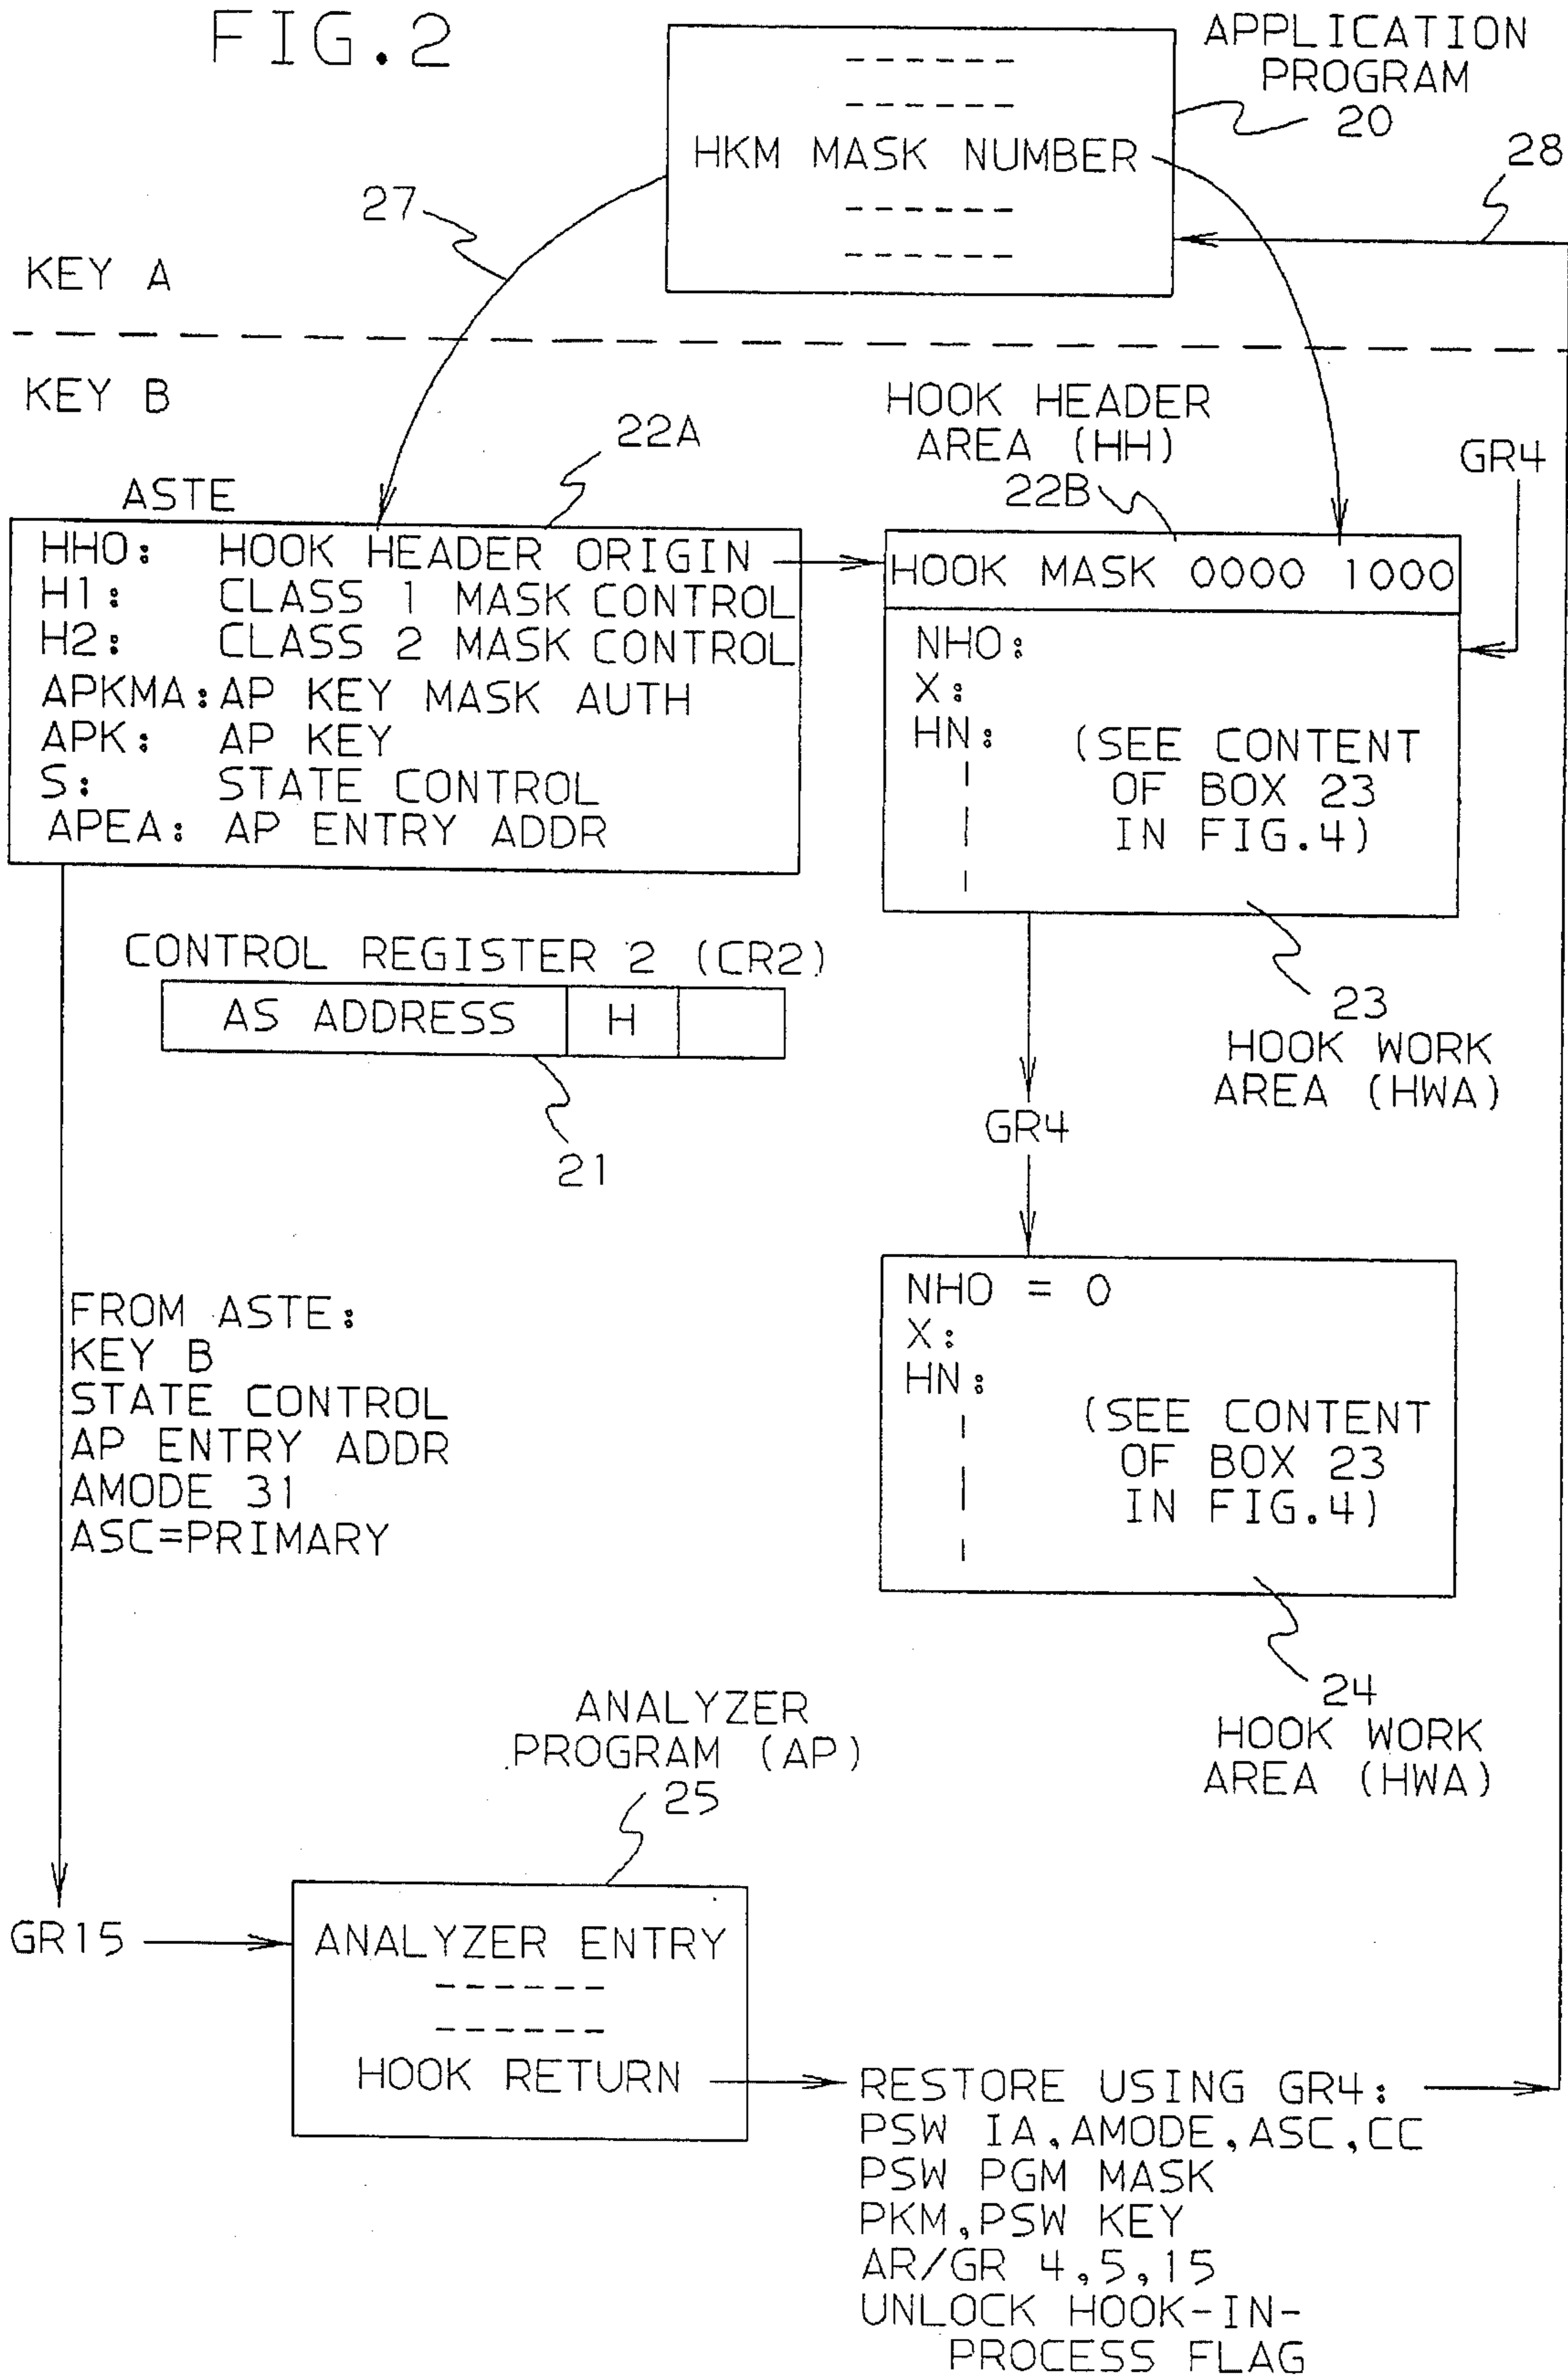 FIG.2
APPLICATION
PROGRAM
20
HKM MASK NUMBER
28
27
KEY A
KEY B
22A
HOOK HEADER
AREA (HH)
22B
GR4
ASTE
HHO: HOOK HEADER ORIGIN
H1: CLASS 1 MASK CONTROL
H2: CLASS 2 MASK CONTROL
APKMA: AP KEY MASK AUTH
APK: AP KEY
S: STATE CONTROL
APEA: AP ENTRY ADDR
HOOK MASK 0000 1000
NHO:
X:
HN: (SEE CONTENT
OF BOX 23
IN FIG.4)
CONTROL REGISTER 2 (CR2)
AS ADDRESS H
21
23
HOOK WORK
AREA (HWA)
GR4
NHO = 0
X:
HN:
(SEE CONTENT
OF BOX 23
IN FIG.4)
24
HOOK WORK
AREA (HWA)
FROM ASTE:
KEY B
STATE CONTROL
AP ENTRY ADDR
AMODE 31
ASC=PRIMARY
ANALYZER
PROGRAM (AP)
25
GR15
ANALYZER ENTRY
HOOK RETURN
RESTORE USING GR4:
PSW IA,AMODE,ASC,CC
PSW PGM MASK
PKM,PSW KEY
AR/GR 4,5,15
UNLOCK HOOK-IN-
PROCESS FLAG